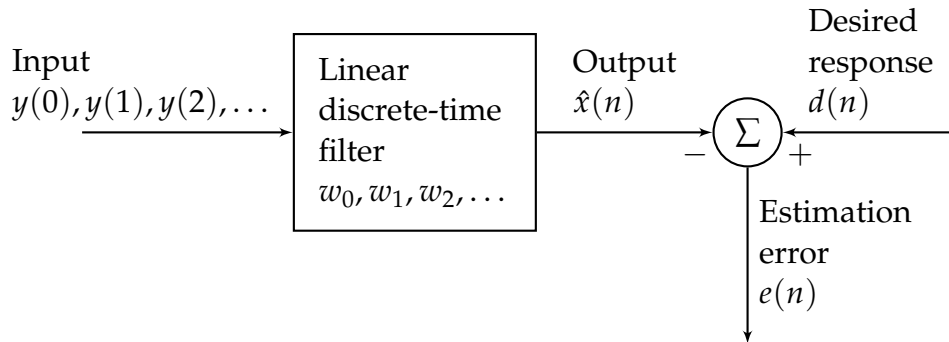 Input
y(0), y(1), y(2), ...
Linear
discrete-time
filter
w₀, w₁, w₂, ...
Output
x̂(n)
−
Σ
+
Desired
response
d(n)
Estimation
error
e(n)